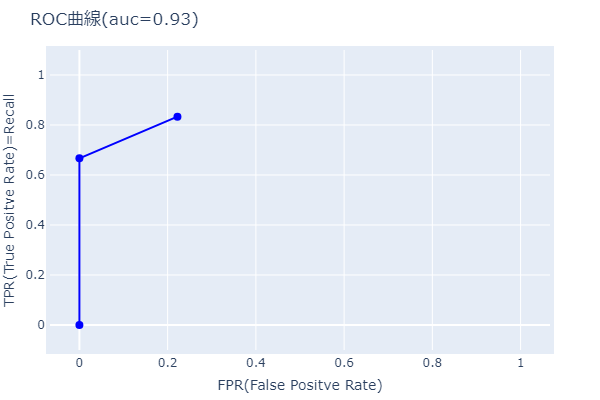 ROC曲線(auc=0.93)
1
0.8
0.6
0.4
0.2
0
TPR(True Positve Rate)=Recall
0 0.2 0.4 0.6 0.8 1
FPR(False Positve Rate)